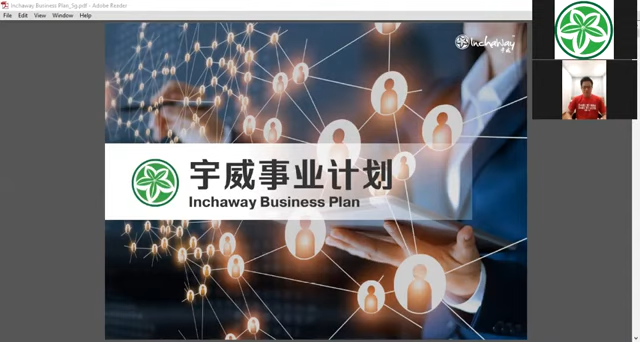 Inchaway Business Plan_Sg.pdf - Adobe Reader
File Edit View Window Help
Inchaway
宇威事业计划
Inchaway Business Plan